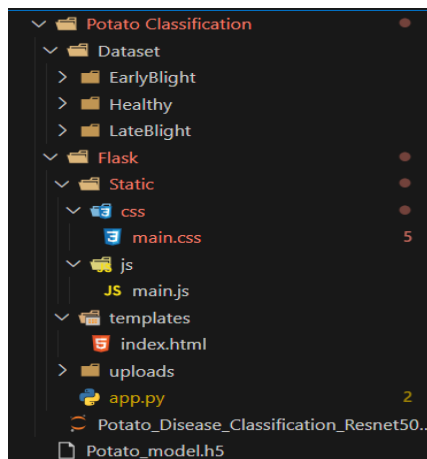 Potato Classification
Dataset
EarlyBlight
Healthy
LateBlight
Flask
Static
css
main.css 5
js
JS main.js
templates
index.html
uploads
app.py 2
Potato_Disease_Classification_Resnet50..
Potato_model.h5